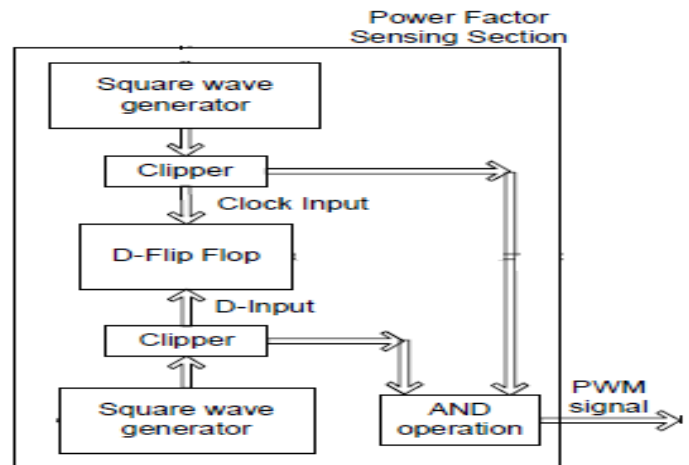 Power Factor
Sensing Section
Square wave
generator
Clipper
Clock Input
D-Flip Flop
D-Input
Clipper
Square wave
generator
AND
operation
PWM
signal